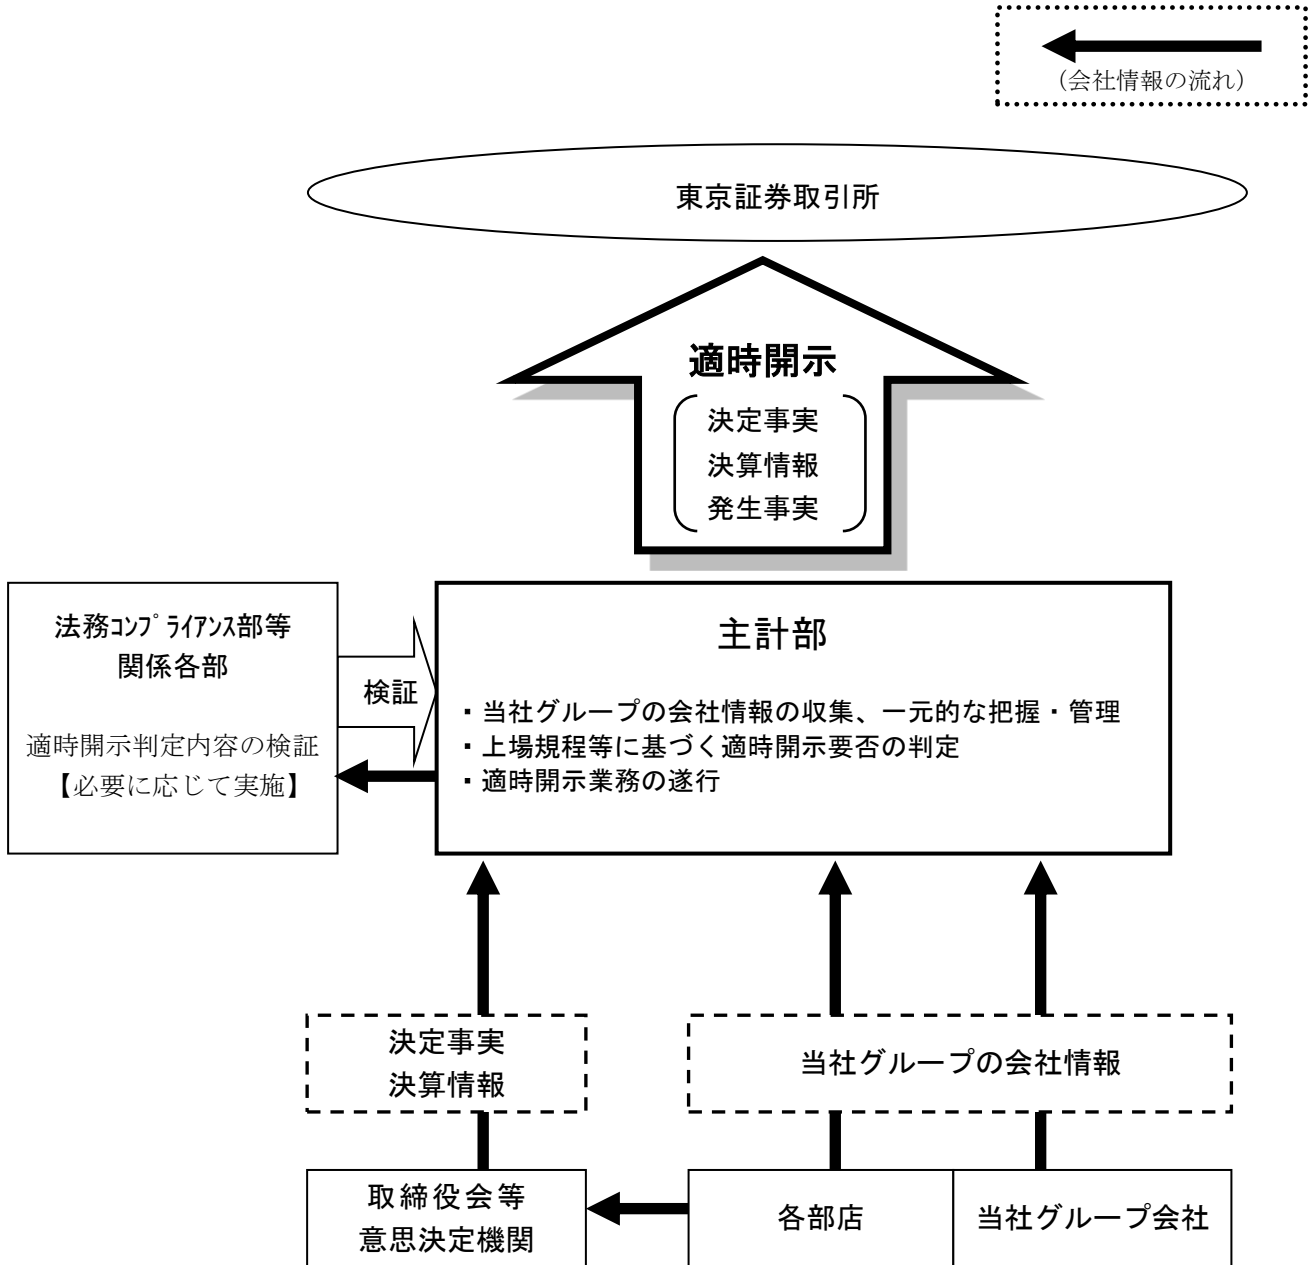 （会社情報の流れ）
東京証券取引所
適時開示
決定事実
決算情報
発生事実
法務ｺﾝﾌﾟﾗｲｱﾝｽ部等
関係各部
適時開示判定内容の検証
【必要に応じて実施】
検証
主計部
・当社グループの会社情報の収集、一元的な把握・管理
・上場規程等に基づく適時開示要否の判定
・適時開示業務の遂行
決定事実
決算情報
当社グループの会社情報
取締役会等
意思決定機関
各部店
当社グループ会社